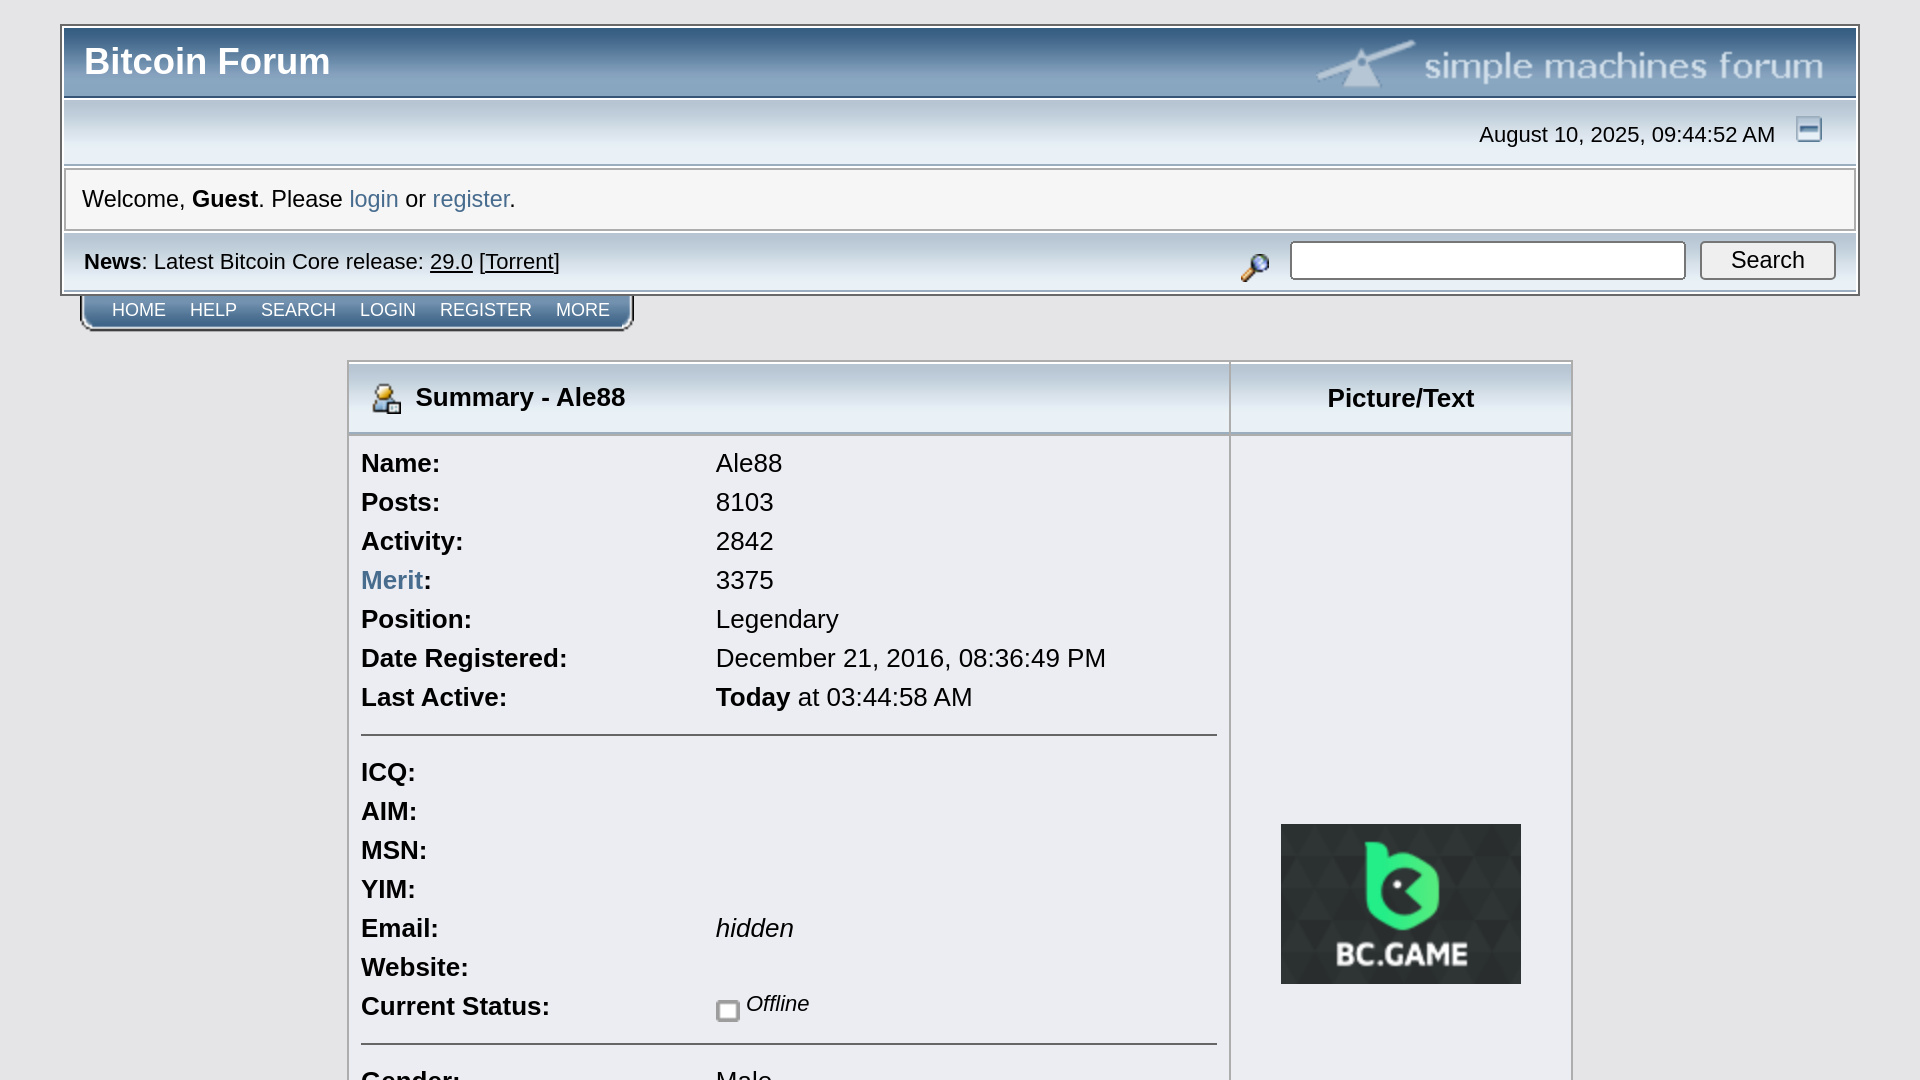 Bitcoin Forum
simple machines forum
August 10, 2025, 09:44:52 AM
Welcome, Guest. Please login or register.
News: Latest Bitcoin Core release: 29.0 [Torrent]
Search
HOME HELP SEARCH LOGIN REGISTER MORE
Summary - Ale88
Picture/Text
Name: Ale88
Posts: 8103
Activity: 2842
Merit: 3375
Position: Legendary
Date Registered: December 21, 2016, 08:36:49 PM
Last Active: Today at 03:44:58 AM
ICQ:
AIM:
MSN:
YIM:
Email: hidden
Website:
Current Status: Offline
BC.GAME
Gender: Male